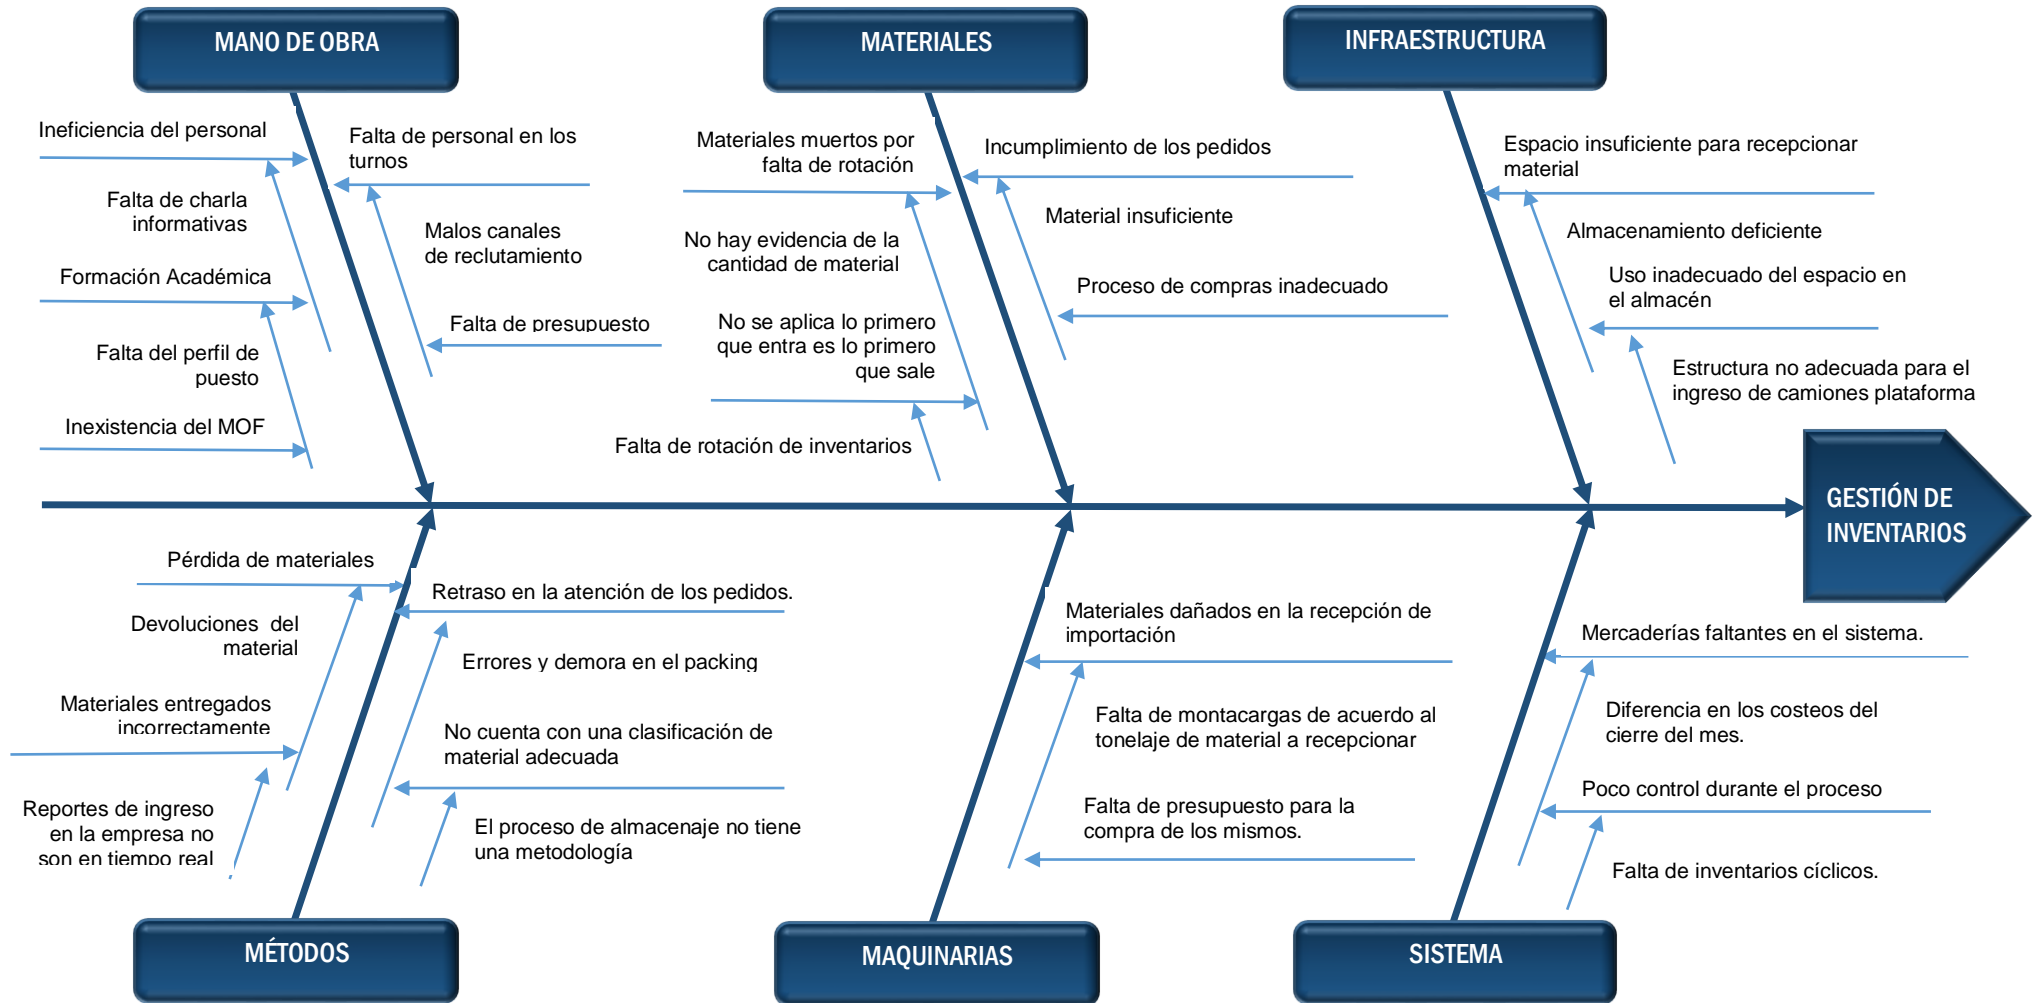 MANO DE OBRA
MATERIALES
INFRAESTRUCTURA
Ineficiencia del personal
Falta de charla
informativas
Formación Académica
Falta del perfil de
puesto
Inexistencia del MOF
Falta de personal en los
turnos
Malos canales
de reclutamiento
Falta de presupuesto
Materiales muertos por
falta de rotación
No hay evidencia de la
cantidad de material
No se aplica lo primero
que entra es lo primero
que sale
Falta de rotación de inventarios
Incumplimiento de los pedidos
Material insuficiente
Proceso de compras inadecuado
Espacio insuficiente para recepcionar
material
Almacenamiento deficiente
Uso inadecuado del espacio en
el almacén
Estructura no adecuada para el
ingreso de camiones plataforma
GESTIÓN DE
INVENTARIOS
Pérdida de materiales
Devoluciones del
material
Materiales entregados
incorrectamente
Reportes de ingreso
en la empresa no
son en tiempo real
Retraso en la atención de los pedidos.
Errores y demora en el packing
No cuenta con una clasificación de
material adecuada
El proceso de almacenaje no tiene
una metodología
Materiales dañados en la recepción de
importación
Falta de montacargas de acuerdo al
tonelaje de material a recepcionar
Falta de presupuesto para la
compra de los mismos.
Mercaderías faltantes en el sistema.
Diferencia en los costeos del
cierre del mes.
Poco control durante el proceso
Falta de inventarios cíclicos.
MÉTODOS
MAQUINARIAS
SISTEMA